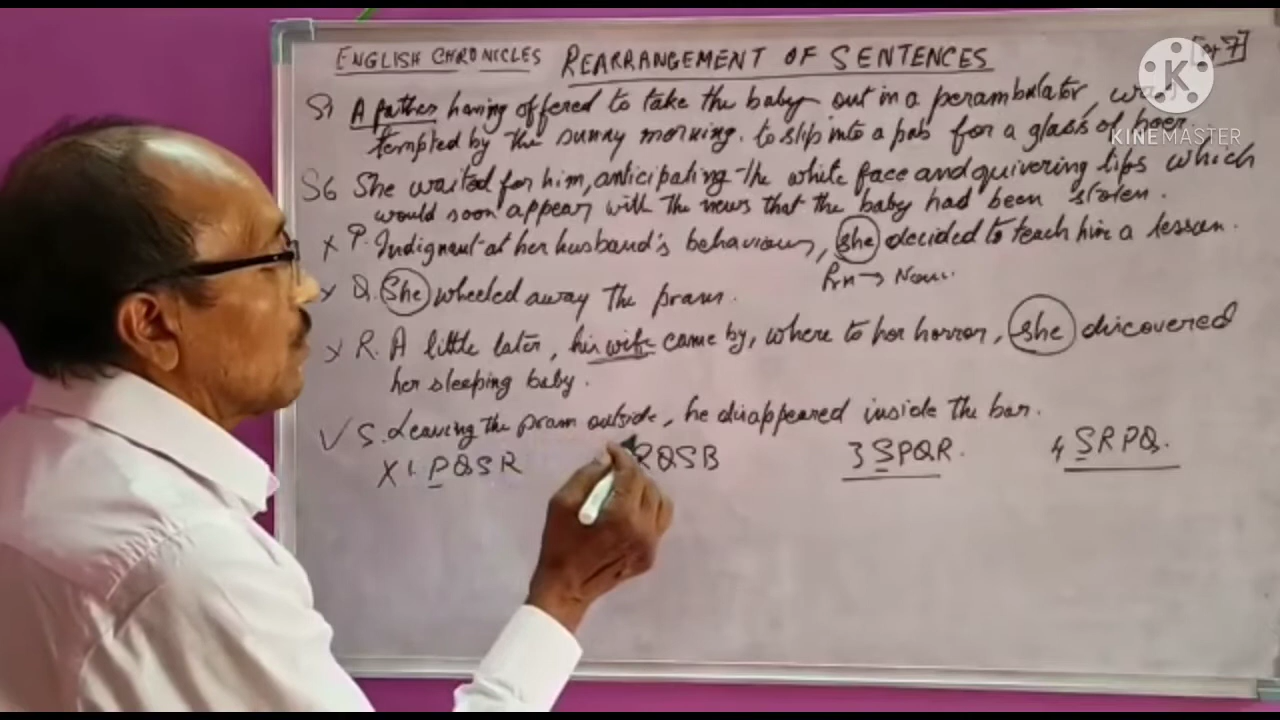 ENGLISH CHRONICLES REARRANGEMENT OF SENTENCES
K
KINEMASTER
S1 A father having offered to take the baby out in a perambulator, was
tempted by the sunny morning. to slip into a pab for a glass of beer.
S6 She waited for him, anticipating the white face and quivering lips which
would soon appear with the news that the baby had been stolen.
X P. Indignant at her husband's behaviour, she decided to teach him a lesson.
Prn → Noun.
X Q. She wheeled away the pram.
X R. A little later, his wife came by, where to her horror, she discovered
her sleeping baby.
✓ S. Leaving the pram outside, he disappeared inside the bar.
X 1. PQSR RQSB 3 SPQR. 4 SRPQ.